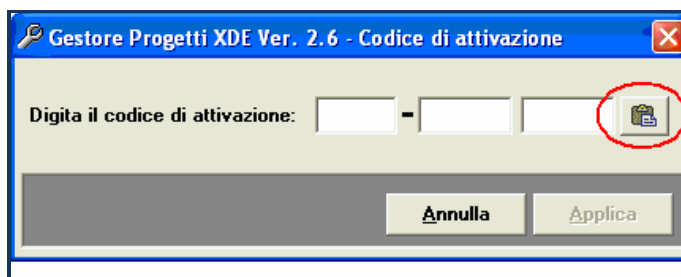 Gestore Progetti XDE Ver. 2.6 - Codice di attivazione
Digita il codice di attivazione: -
Annulla Applica